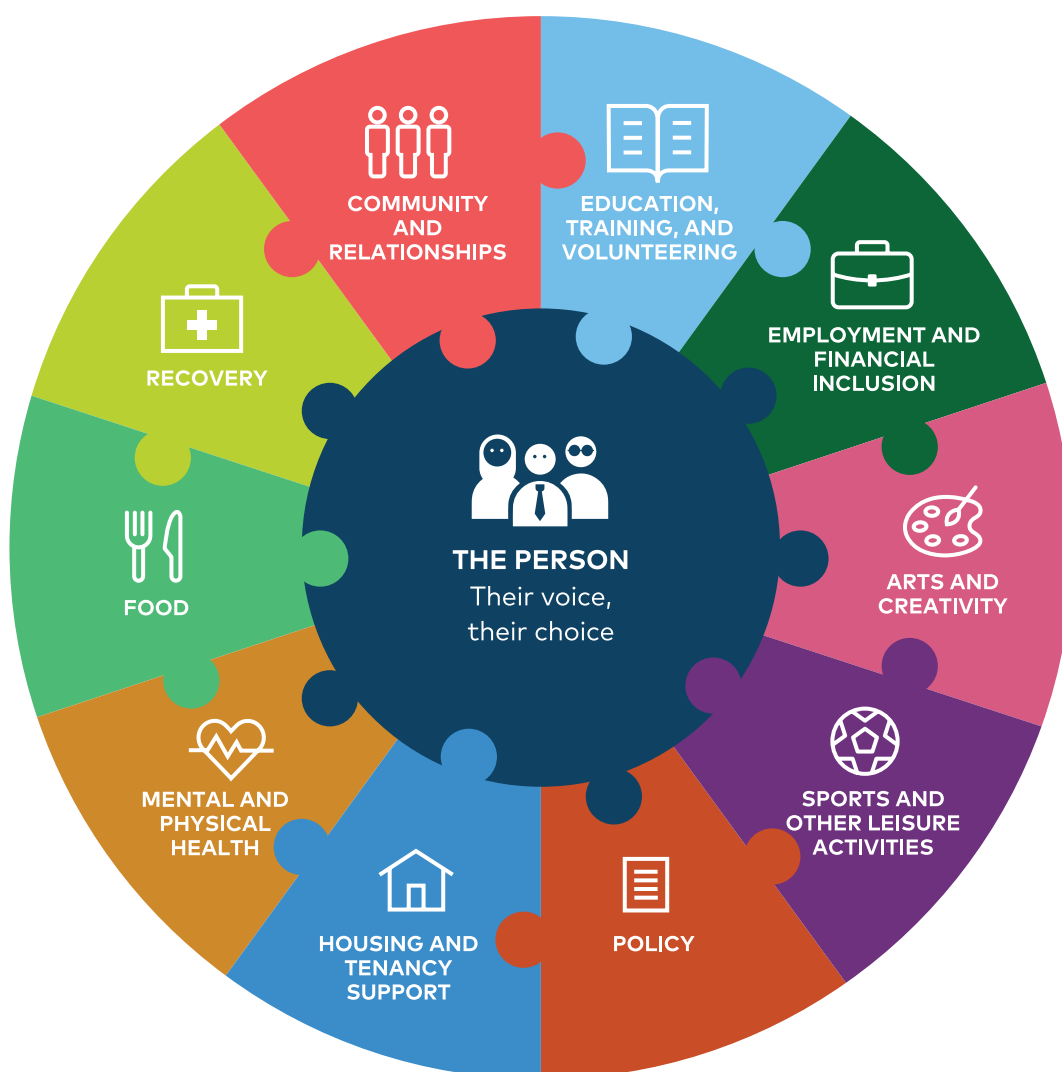 COMMUNITY
AND
RELATIONSHIPS
EDUCATION,
TRAINING, AND
VOLUNTEERING
EMPLOYMENT AND
FINANCIAL
INCLUSION
ARTS AND
CREATIVITY
SPORTS AND
OTHER LEISURE
ACTIVITIES
POLICY
HOUSING AND
TENANCY
SUPPORT
MENTAL AND
PHYSICAL
HEALTH
FOOD
RECOVERY
THE PERSON
Their voice,
their choice